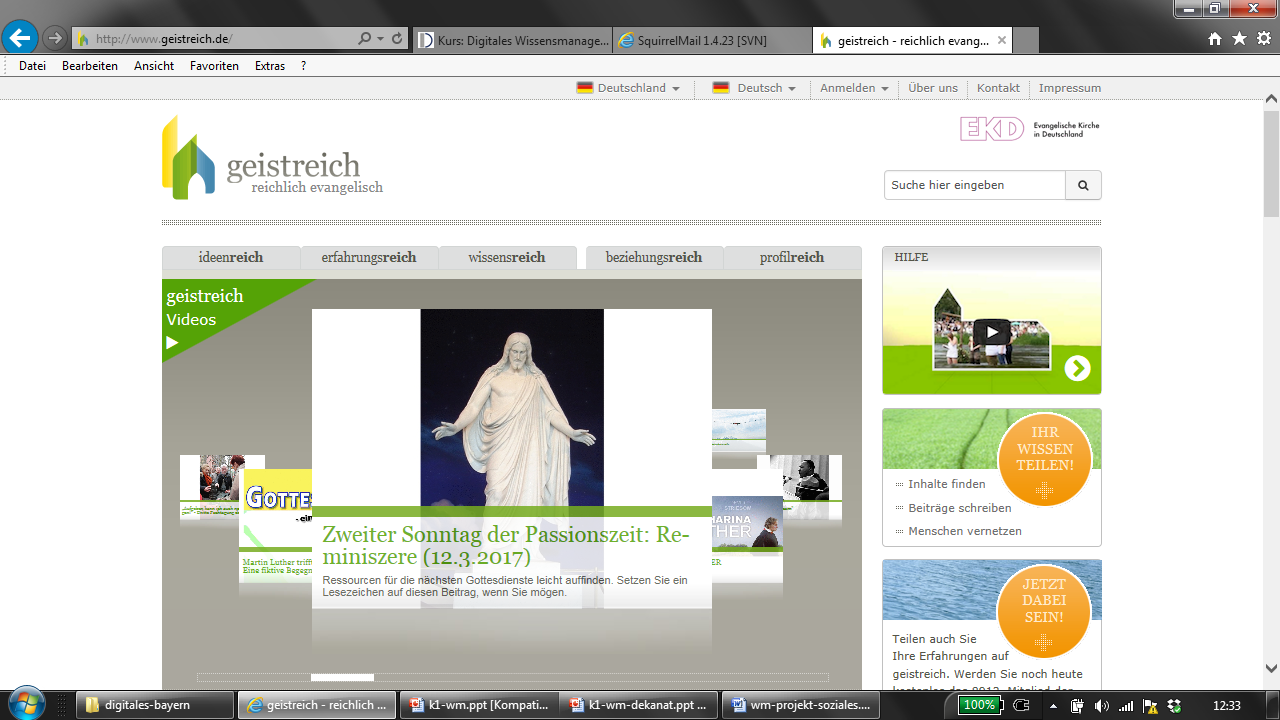 http://www.geistreich.de/
Kurs: Digitales Wissensmanage...
SquirrelMail 1.4.23 [SVN]
geistreich - reichlich evang...
Datei Bearbeiten Ansicht Favoriten Extras ?
Deutschland Deutsch Anmelden Über uns Kontakt Impressum
EKD Evangelische Kirche
in Deutschland
geistreich
reichlich evangelisch
Suche hier eingeben
ideenreich erfahrungsreich wissensreich beziehungsreich profilreich
geistreich
Videos
GOTTES
Martin Luther trifft
Eine fiktive Begegn
Zweiter Sonntag der Passionszeit: Re-
miniszere (12.3.2017)
Ressourcen für die nächsten Gottesdienste leicht auffinden. Setzen Sie ein
Lesezeichen auf diesen Beitrag, wenn Sie mögen.
STRIESOW
HARINA
THER
ER
HILFE
IHR
WISSEN
TEILEN!
Inhalte finden
Beiträge schreiben
Menschen vernetzen
JETZT
DABEI
SEIN!
Teilen auch Sie
Ihre Erfahrungen auf
geistreich. Werden Sie noch heute
digitales-bayern
geistreich - reichlich ...
k1-wm.ppt [Kompati...
k1-wm-dekanat.ppt ...
wm-projekt-soziales....
100%
12:33